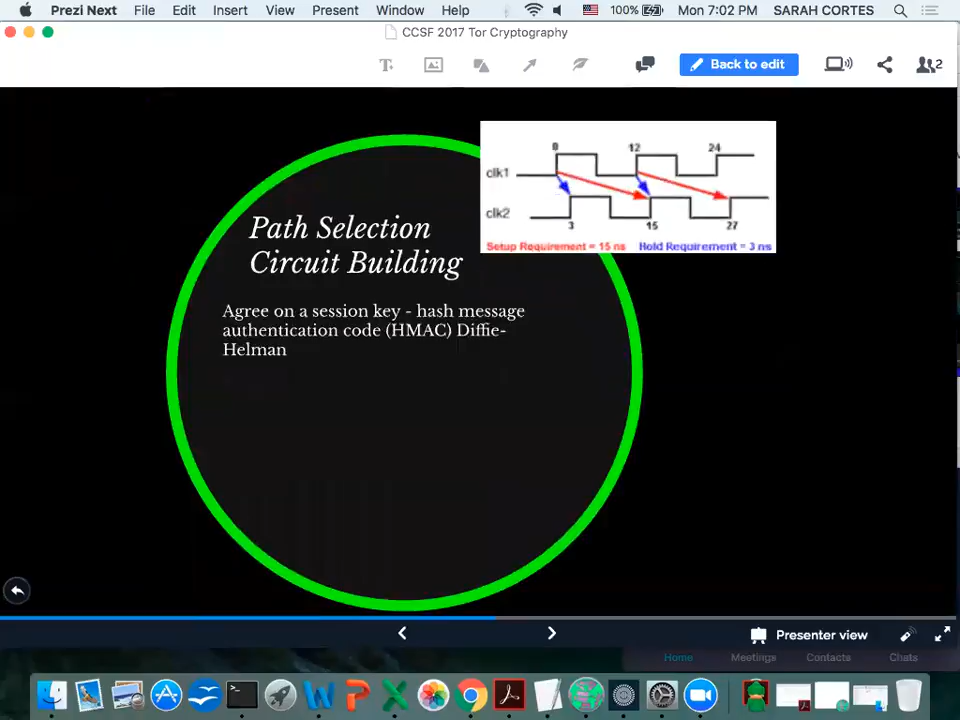 Prezi Next File Edit Insert View Present Window Help 100% Mon 7:02 PM SARAH CORTES
CCSF 2017 Tor Cryptography
Back to edit
2
0 12 24
clk1
clk2
3 15 27
Setup Requirement = 15 ns Hold Requirement = 3 ns
Path Selection
Circuit Building
Agree on a session key - hash message
authentication code (HMAC) Diffie-
Helman
Presenter view
Home Meetings Contacts Chats